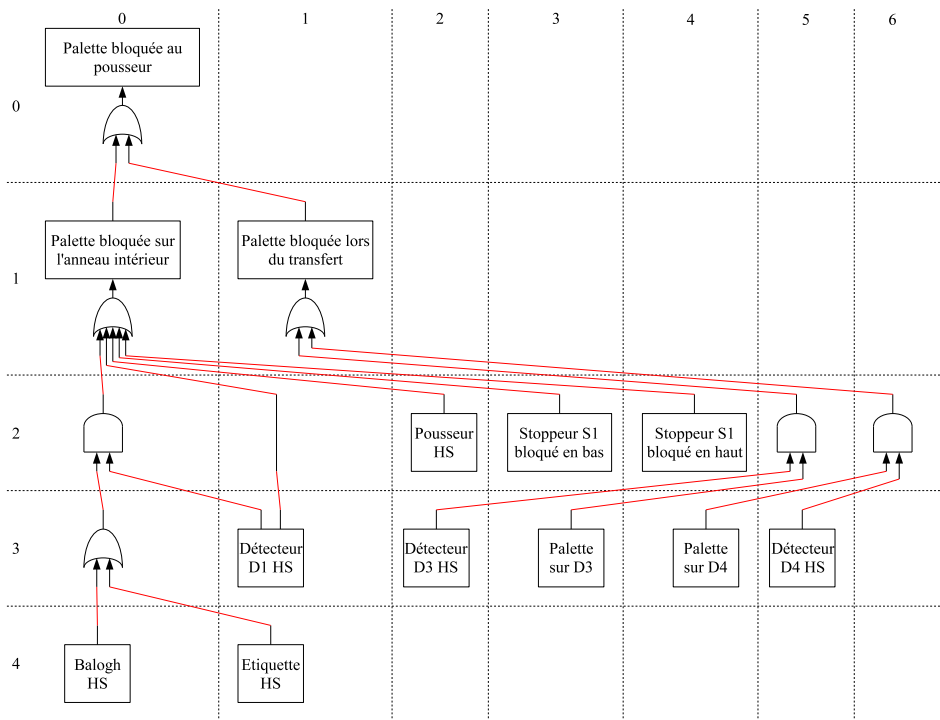 0 1 2 3 4 5 6
Palette bloquée au
pousseur
0
Palette bloquée sur
l'anneau intérieur
Palette bloquée lors
du transfert
1
2
Pousseur
HS
Stoppeur S1
bloqué en bas
Stoppeur S1
bloqué en haut
3
Détecteur
D1 HS
Détecteur
D3 HS
Palette
sur D3
Palette
sur D4
Détecteur
D4 HS
4
Balogh
HS
Etiquette
HS